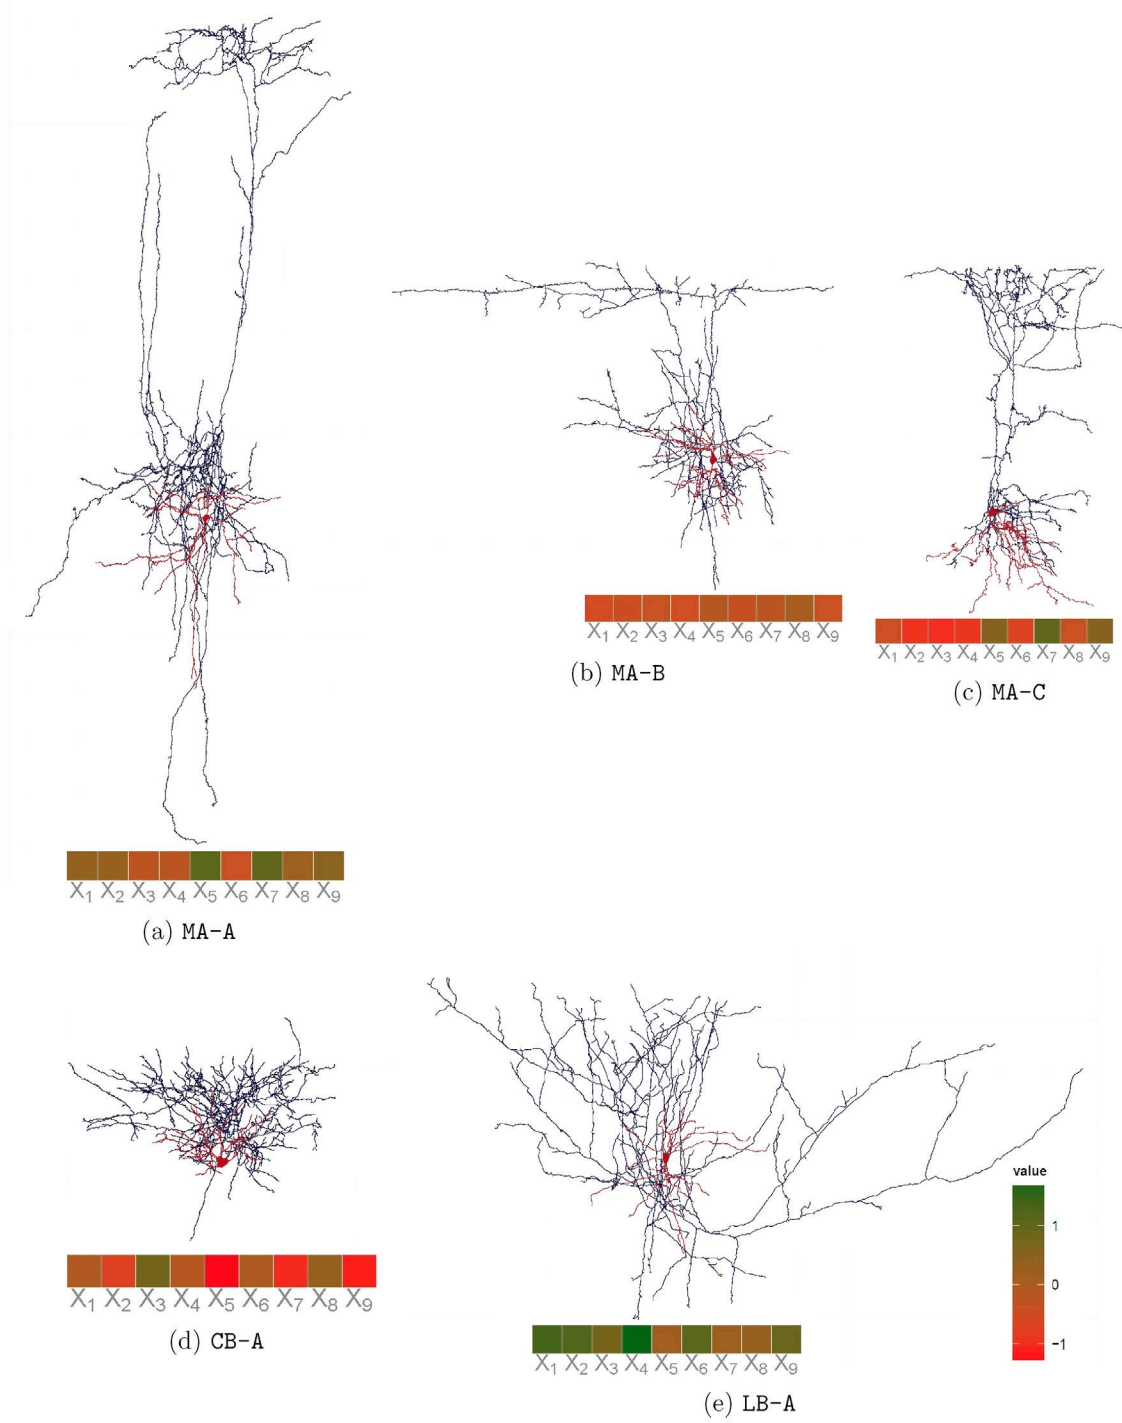 X1 X2 X3 X4 X5 X6 X7 X8 X9
(b) MA-B
X1 X2 X3 X4 X5 X6 X7 X8 X9
(c) MA-C
X1 X2 X3 X4 X5 X6 X7 X8 X9
(a) MA-A
X1 X2 X3 X4 X5 X6 X7 X8 X9
(d) CB-A
X1 X2 X3 X4 X5 X6 X7 X8 X9
(e) LB-A
value
1
0
−1